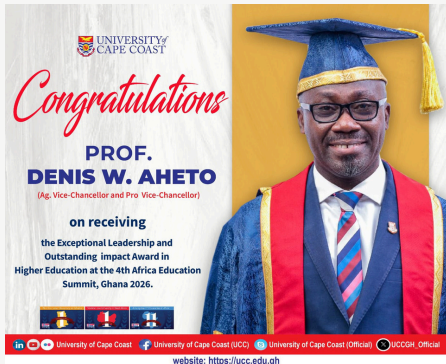 UNIVERSITY of
CAPE COAST
Congratulations
PROF.
DENIS W. AHETO
(Ag. Vice-Chancellor and Pro Vice-Chancellor)
on receiving
the Exceptional Leadership and
Outstanding impact Award in
Higher Education at the 4th Africa Education
Summit, Ghana 2026.
University of Cape Coast University of Cape Coast (UCC) University of Cape Coast (Official) UCCGH_Official
website: https://ucc.edu.gh